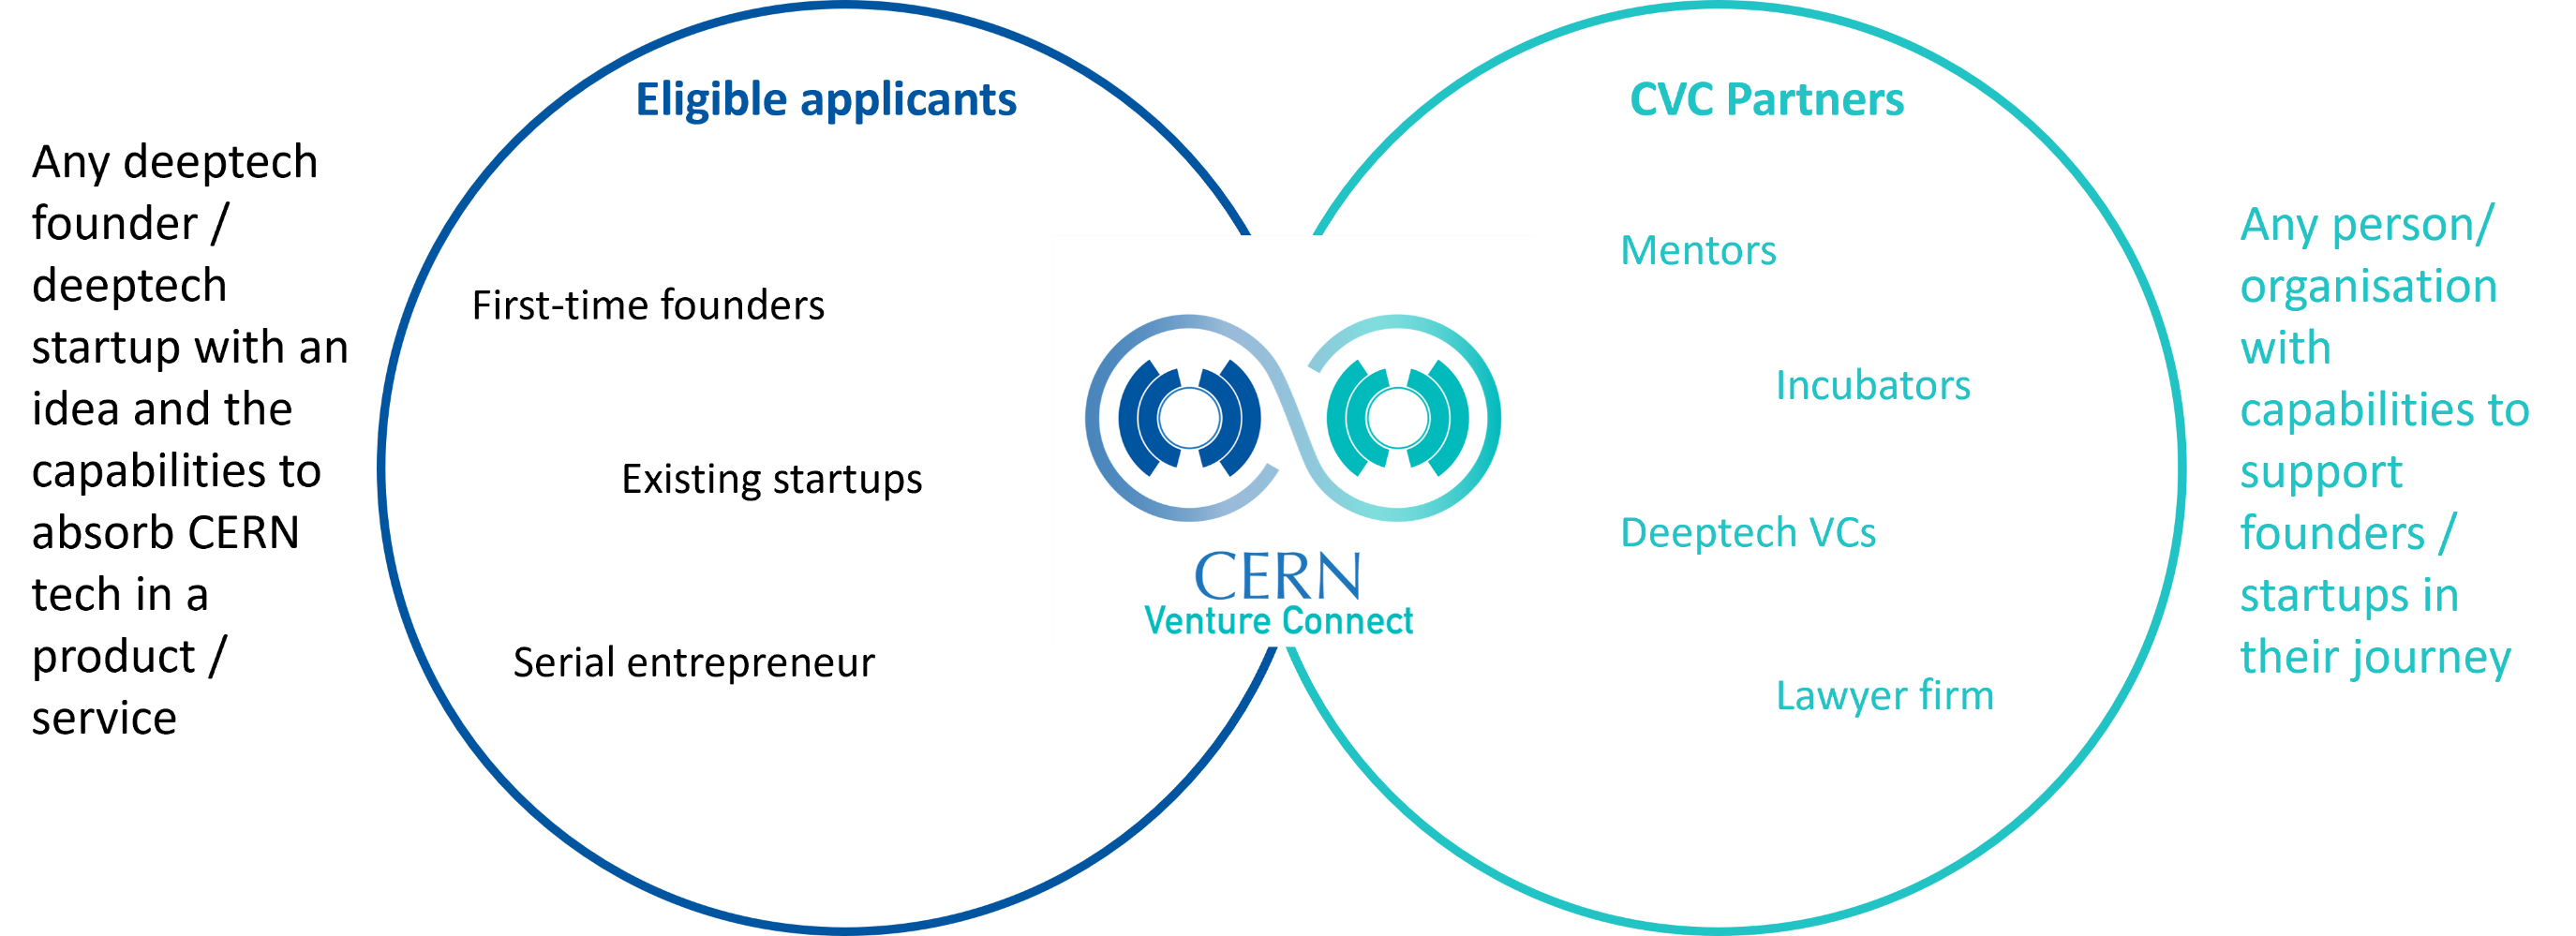 Any deeptech
founder /
deeptech
startup with an
idea and the
capabilities to
absorb CERN
tech in a
product /
service
Eligible applicants
First-time founders
Existing startups
Serial entrepreneur
CERN
Venture Connect
CVC Partners
Mentors
Incubators
Deeptech VCs
Lawyer firm
Any person/
organisation
with
capabilities to
support
founders /
startups in
their journey